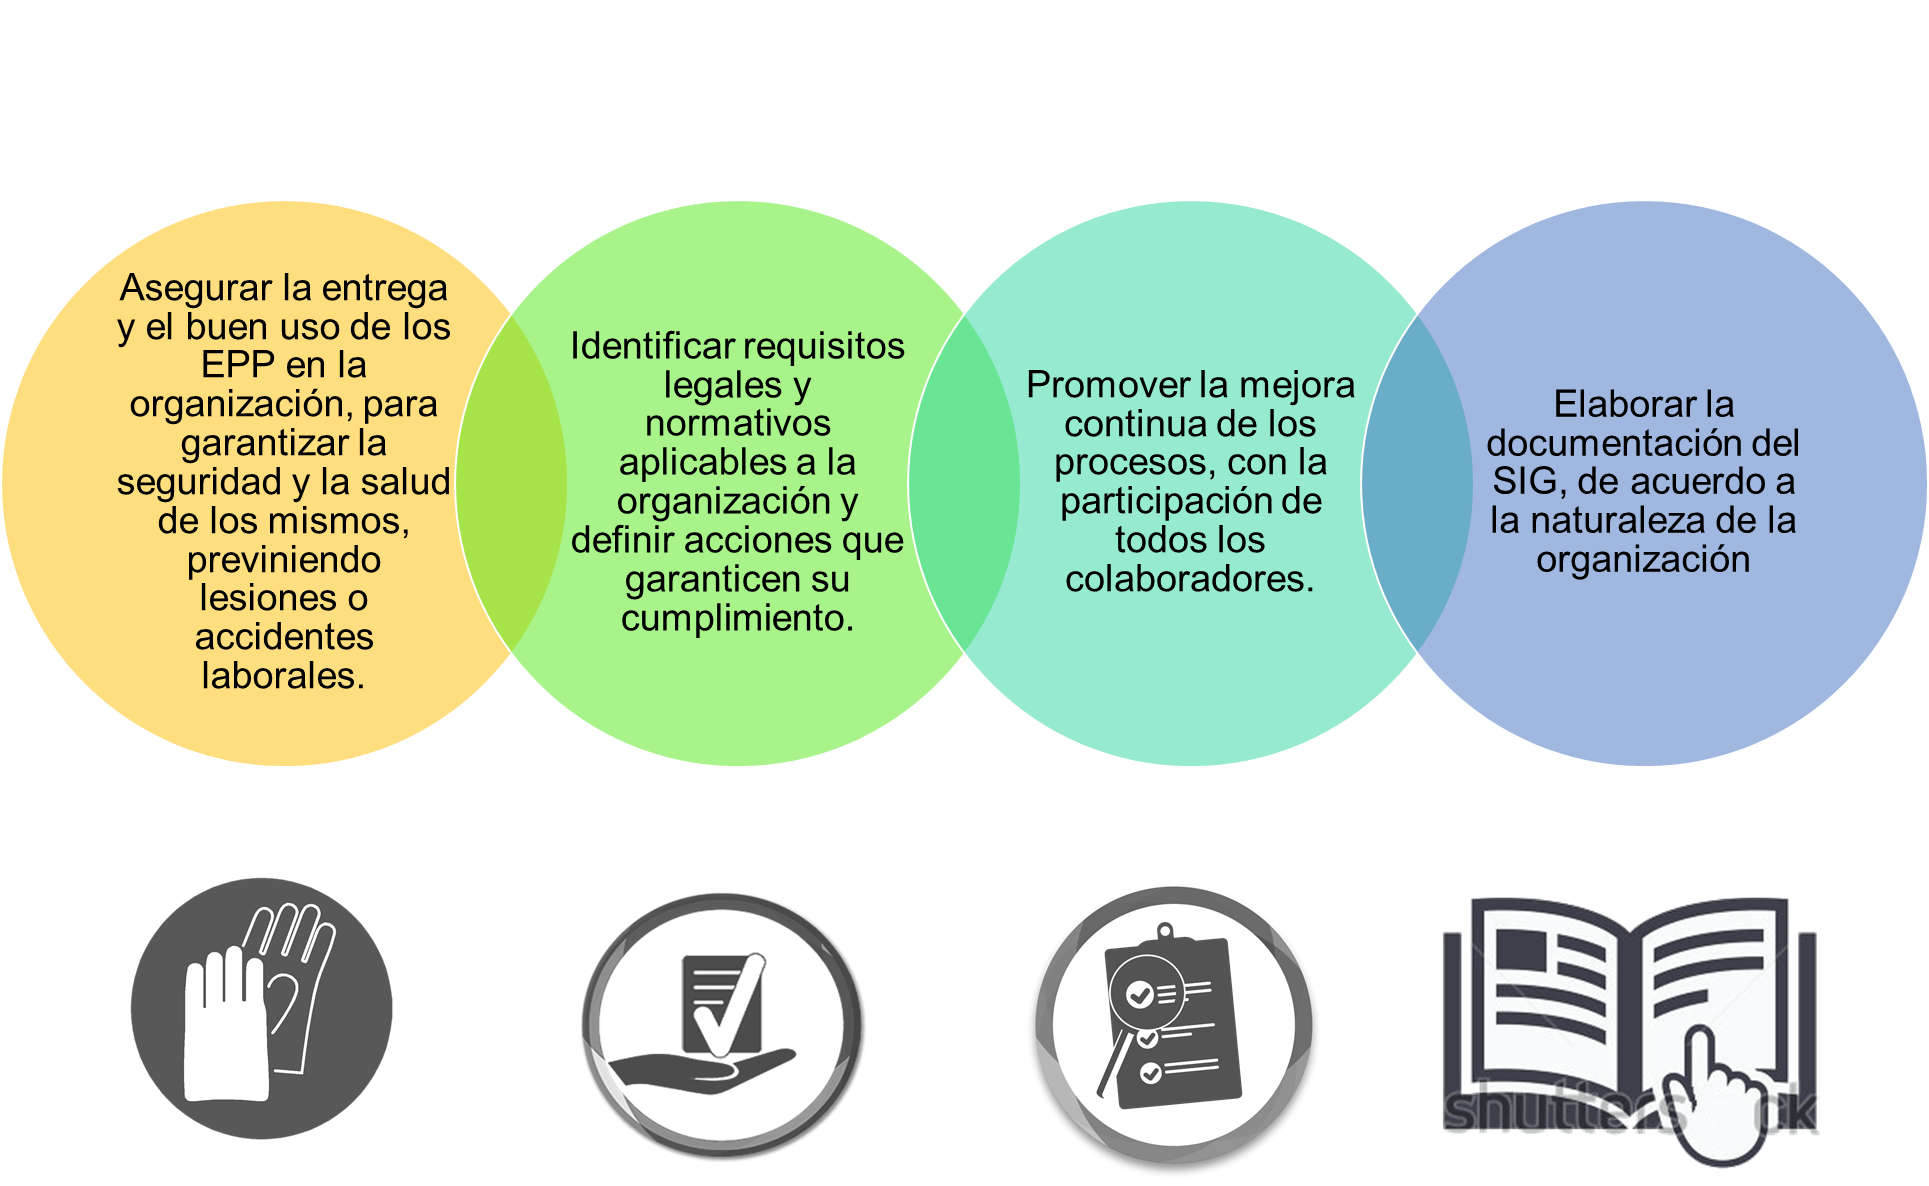 Asegurar la entrega
y el buen uso de los
EPP en la
organización, para
garantizar la
seguridad y la salud
de los mismos,
previniendo
lesiones o
accidentes
laborales.
Identificar requisitos
legales y
normativos
aplicables a la
organización y
definir acciones que
garanticen su
cumplimiento.
Promover la mejora
continua de los
procesos, con la
participación de
todos los
colaboradores.
Elaborar la
documentación del
SIG, de acuerdo a
la naturaleza de la
organización
shutters ck